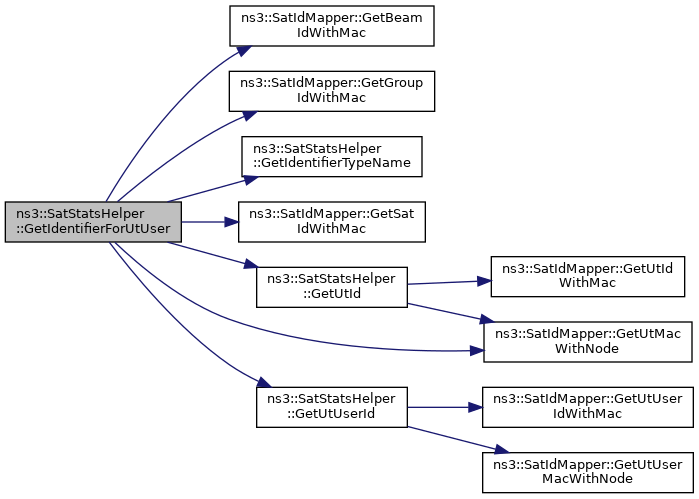 ns3::SatStatsHelper
::GetIdentifierForUtUser
ns3::SatIdMapper::GetBeam
IdWithMac
ns3::SatIdMapper::GetGroup
IdWithMac
ns3::SatStatsHelper
::GetIdentifierTypeName
ns3::SatIdMapper::GetSat
IdWithMac
ns3::SatStatsHelper
::GetUtId
ns3::SatIdMapper::GetUtId
WithMac
ns3::SatIdMapper::GetUtMac
WithNode
ns3::SatStatsHelper
::GetUtUserId
ns3::SatIdMapper::GetUtUser
IdWithMac
ns3::SatIdMapper::GetUtUser
MacWithNode